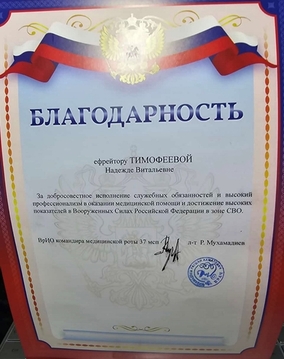 БЛАГОДАРНОСТЬ
ефрейтору ТИМОФЕЕВОЙ
Надежде Витальевне
За добросовестное исполнение служебных обязанностей и высокий
профессионализм в оказании медицинской помощи и достижение высоких
показателей в Вооруженных Силах Российской Федерации в зоне СВО.
ВрИО командира медицинской роты 37 мсп л-т Р. Мухамадиев